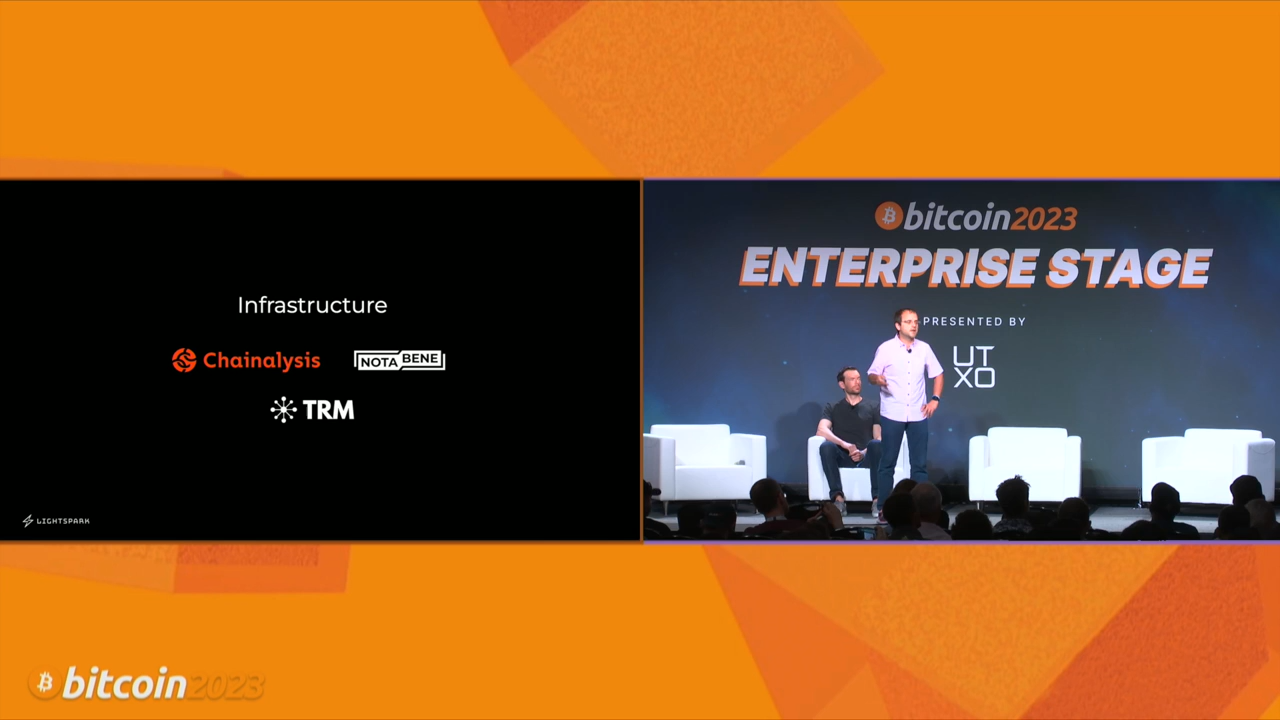 Infrastructure
Chainalysis
NOTA BENE
TRM
LIGHTSPARK
bitcoin2023
ENTERPRISE STAGE
PRESENTED BY
UT
XO
bitcoin2023